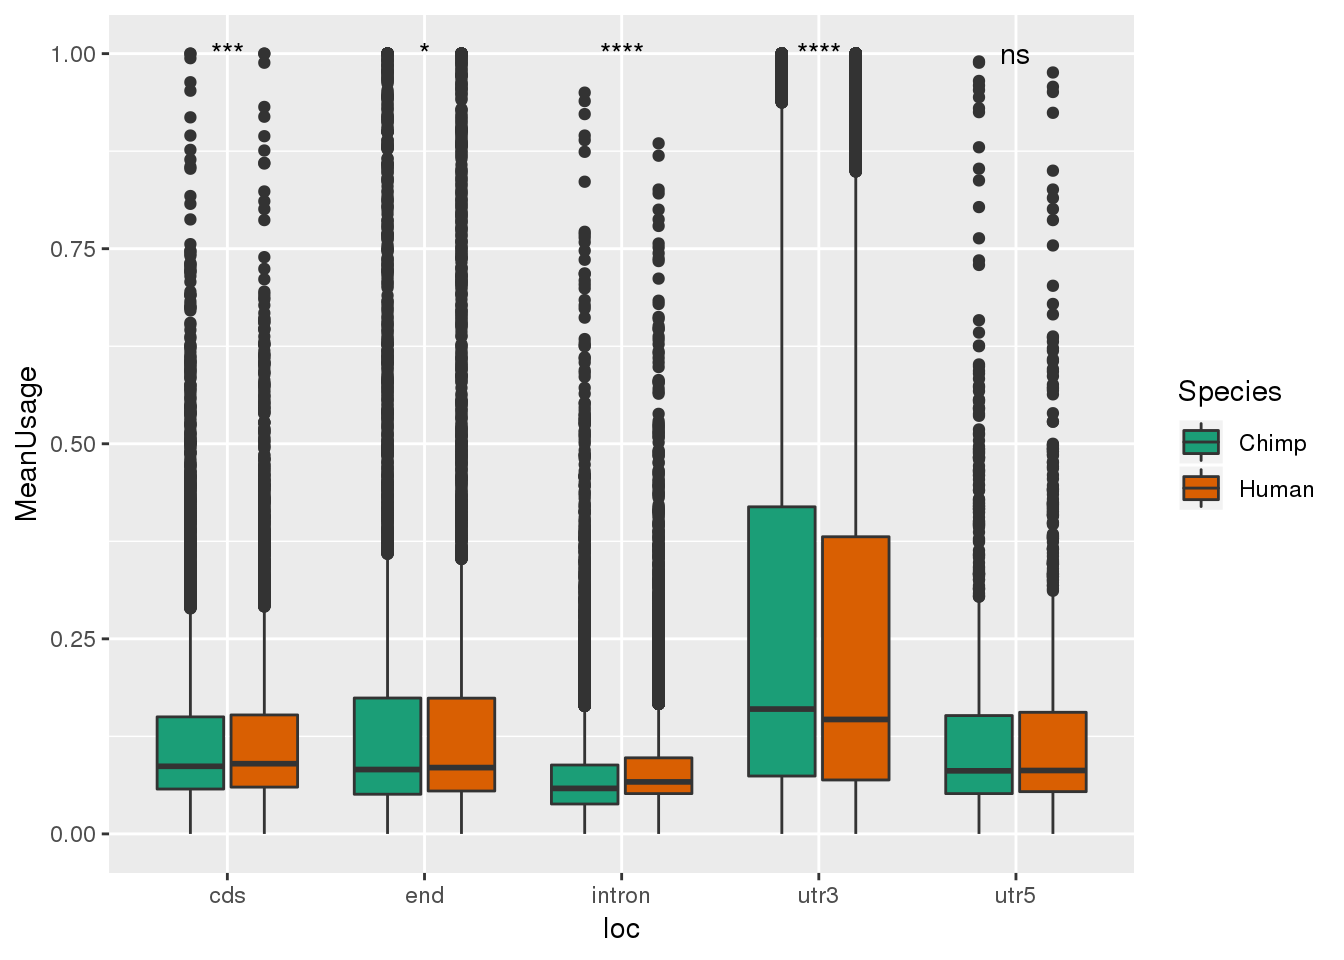 *** * **** **** ns
1.00
0.75
0.50
0.25
0.00
MeanUsage
cds end intron utr3 utr5
loc
Species
Chimp
Human